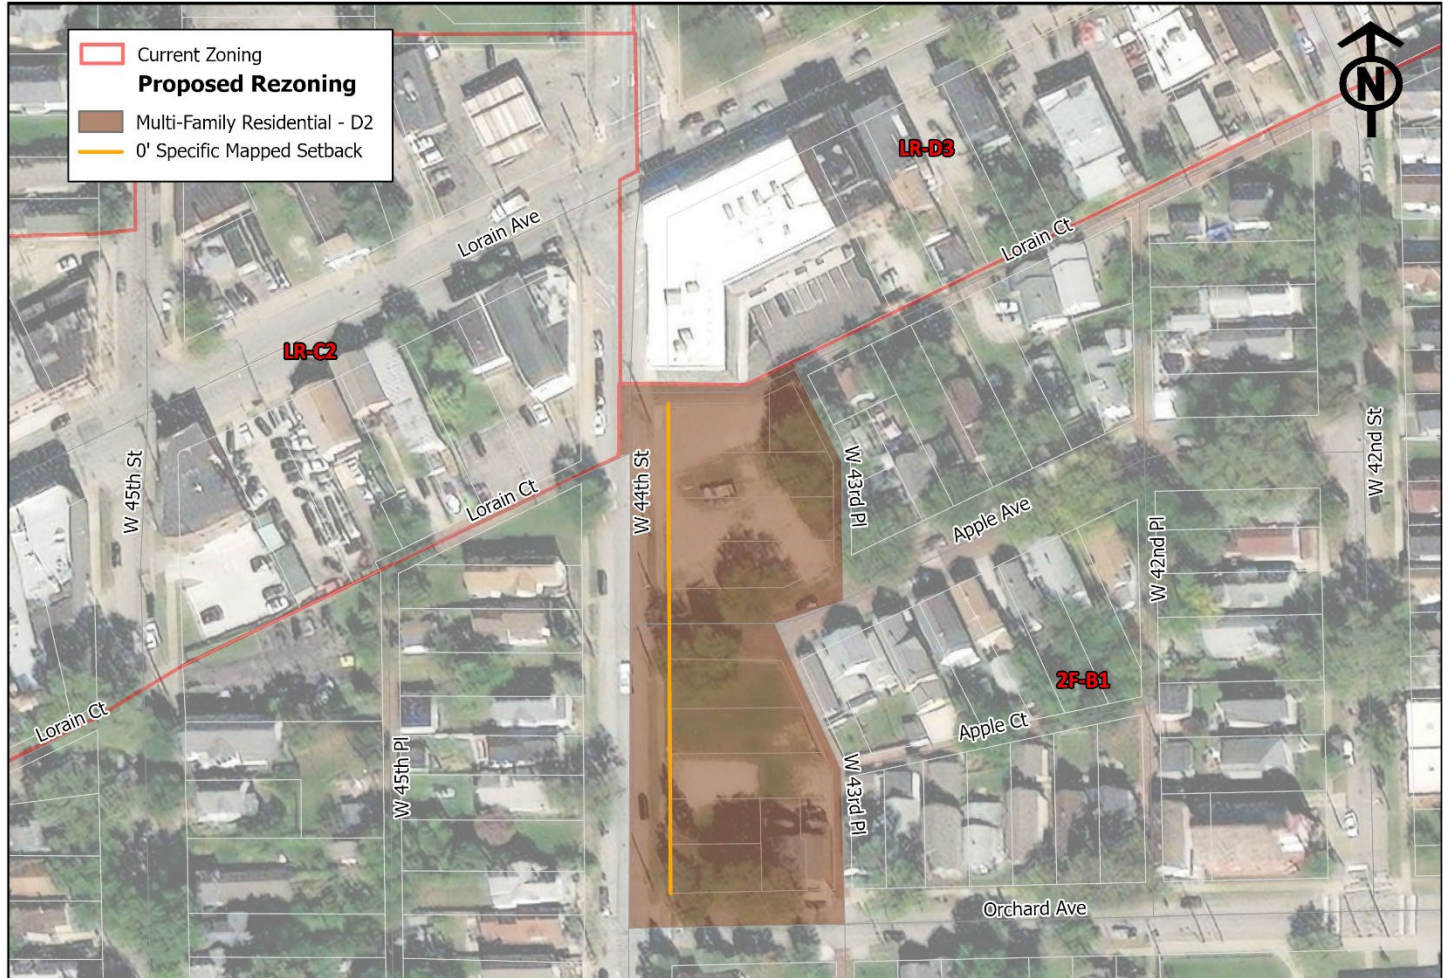 Current Zoning
Proposed Rezoning
Multi-Family Residential - D2
0' Specific Mapped Setback
N
LR-D3
Lorain Ave
Lorain Ct
LR-C2
W 45th St
W 44th St
Lorain Ct
W 43rd Pl
Apple Ave
W 42nd St
W 42nd Pl
2F-B1
Lorain Ct
Apple Ct
W 45th Pl
W 43rd Pl
Orchard Ave